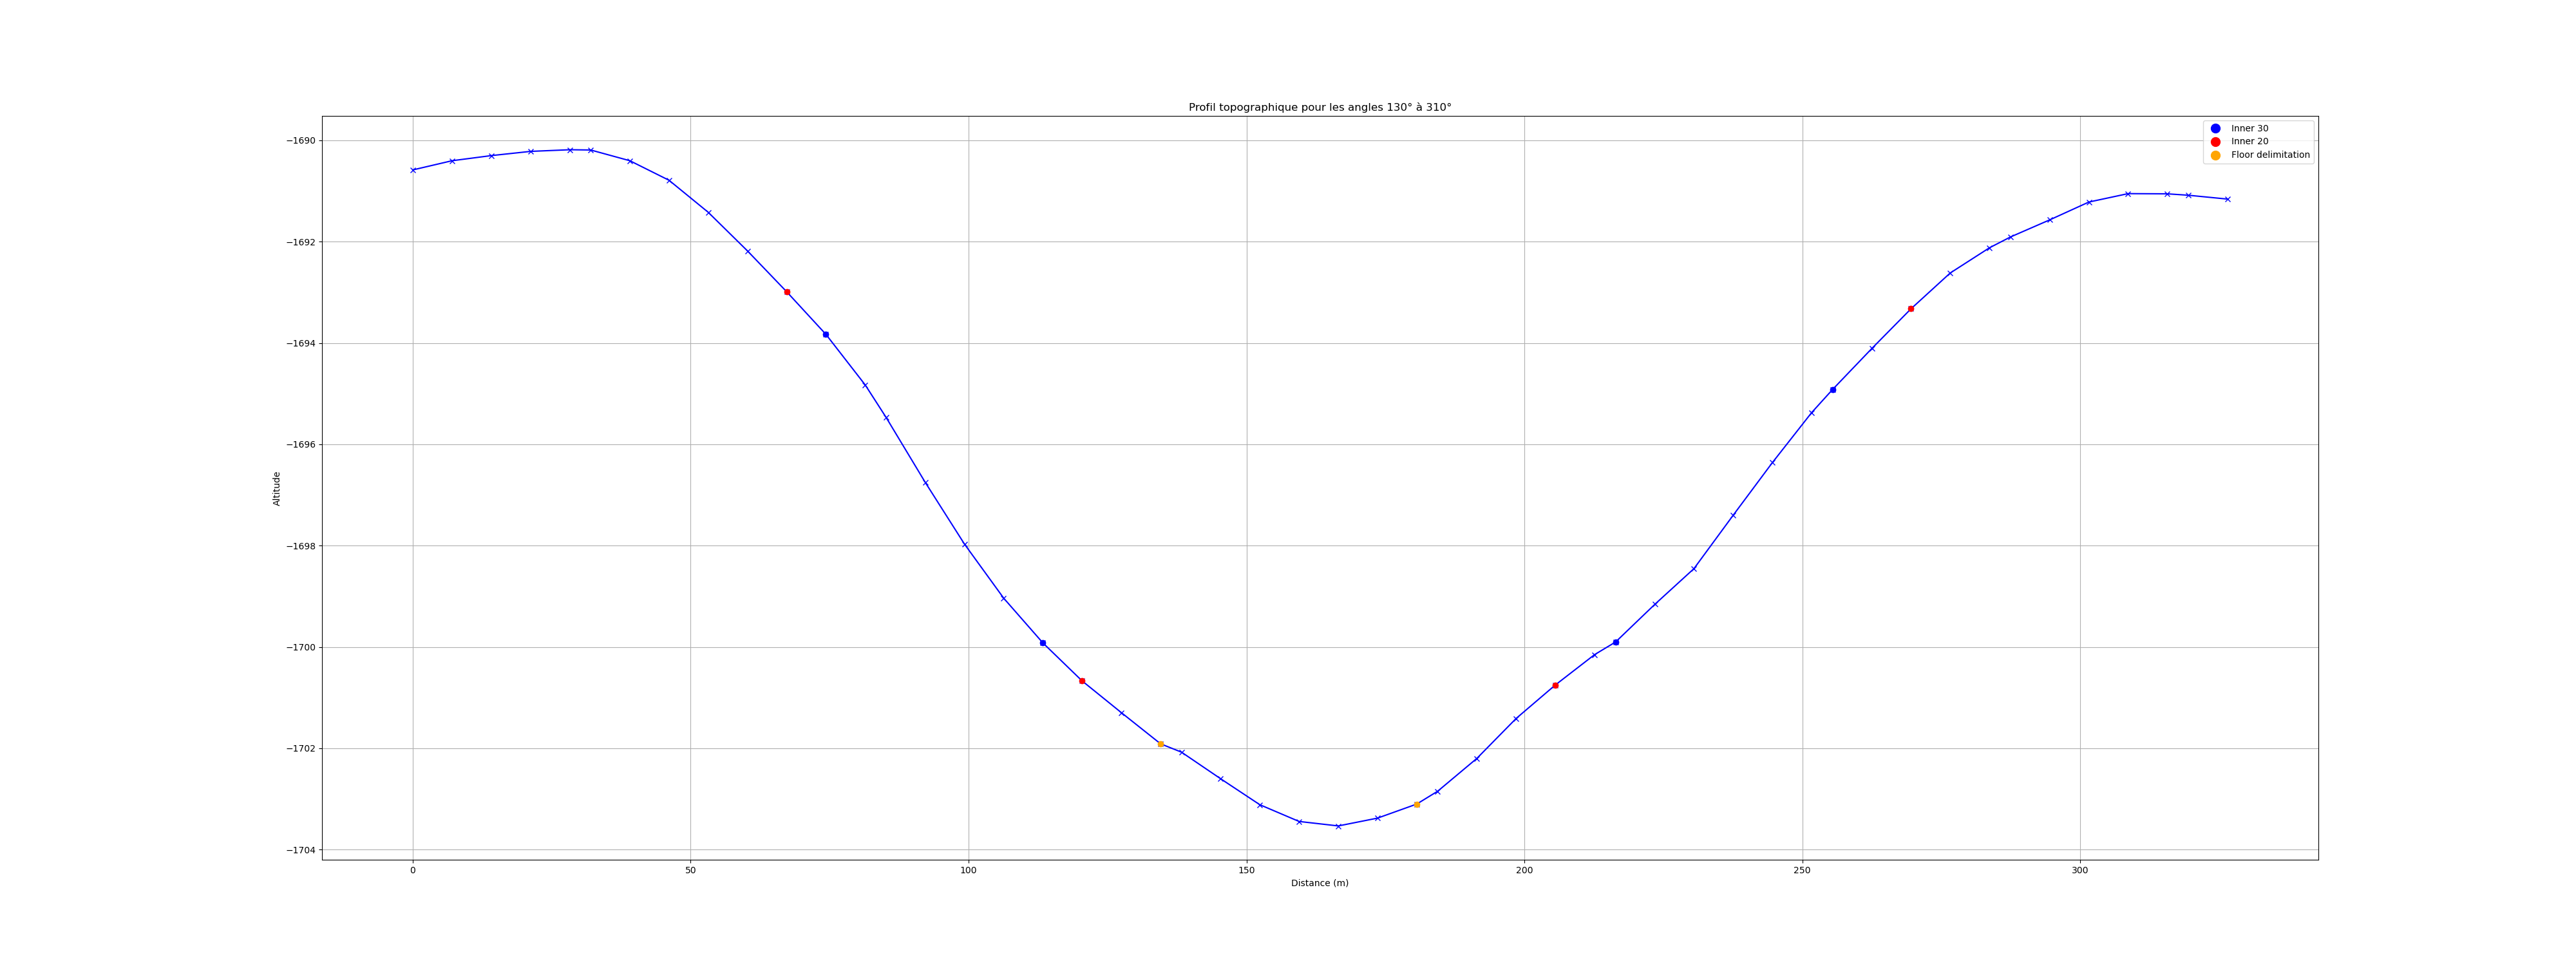 Profil topographique pour les angles 130° à 310°
Inner 30
Inner 20
Floor delimitation
−1690
−1692
−1694
−1696
−1698
−1700
−1702
−1704
Altitude
0 50 100 150 200 250 300
Distance (m)